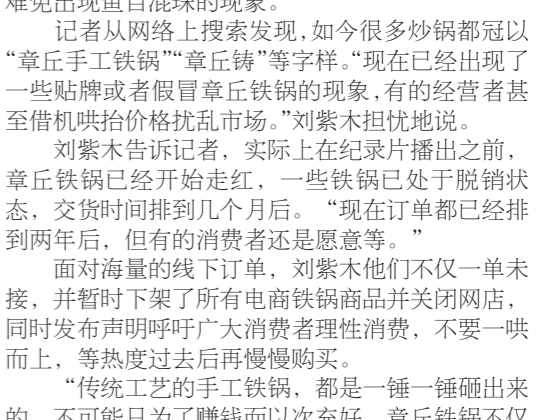 难免出现鱼目混珠的现象。
记者从网络上搜索发现,如今很多炒锅都冠以
“章丘手工铁锅”“章丘铸”等字样。“现在已经出现了
一些贴牌或者假冒章丘铁锅的现象,有的经营者甚
至借机哄抬价格扰乱市场。”刘紫木担忧地说。
刘紫木告诉记者，实际上在纪录片播出之前，
章丘铁锅已经开始走红，一些铁锅已处于脱销状
态，交货时间排到几个月后。“现在订单都已经排
到两年后，但有的消费者还是愿意等。”
面对海量的线下订单，刘紫木他们不仅一单未
接，并暂时下架了所有电商铁锅商品并关闭网店，
同时发布声明呼吁广大消费者理性消费，不要一哄
而上，等热度过去后再慢慢购买。
“传统工艺的手工铁锅，都是一锤一锤砸出来
的，不可能只为了赚钱而以次充好。章丘铁锅不仅